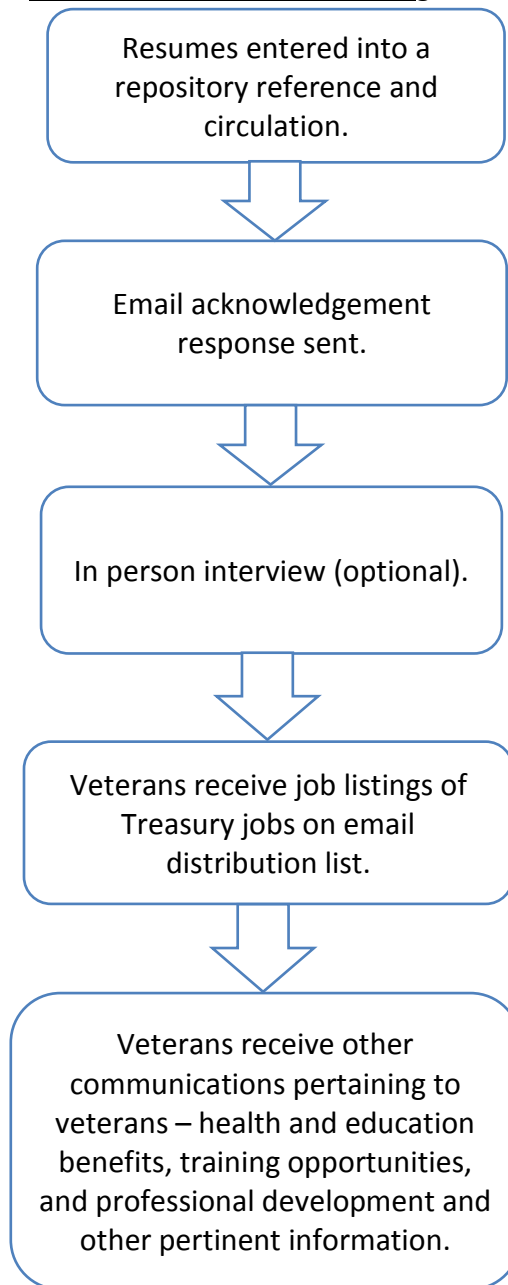 Resumes entered into a
repository reference and
circulation.
Email acknowledgement
response sent.
In person interview (optional).
Veterans receive job listings of
Treasury jobs on email
distribution list.
Veterans receive other
communications pertaining to
veterans – health and education
benefits, training opportunities,
and professional development and
other pertinent information.